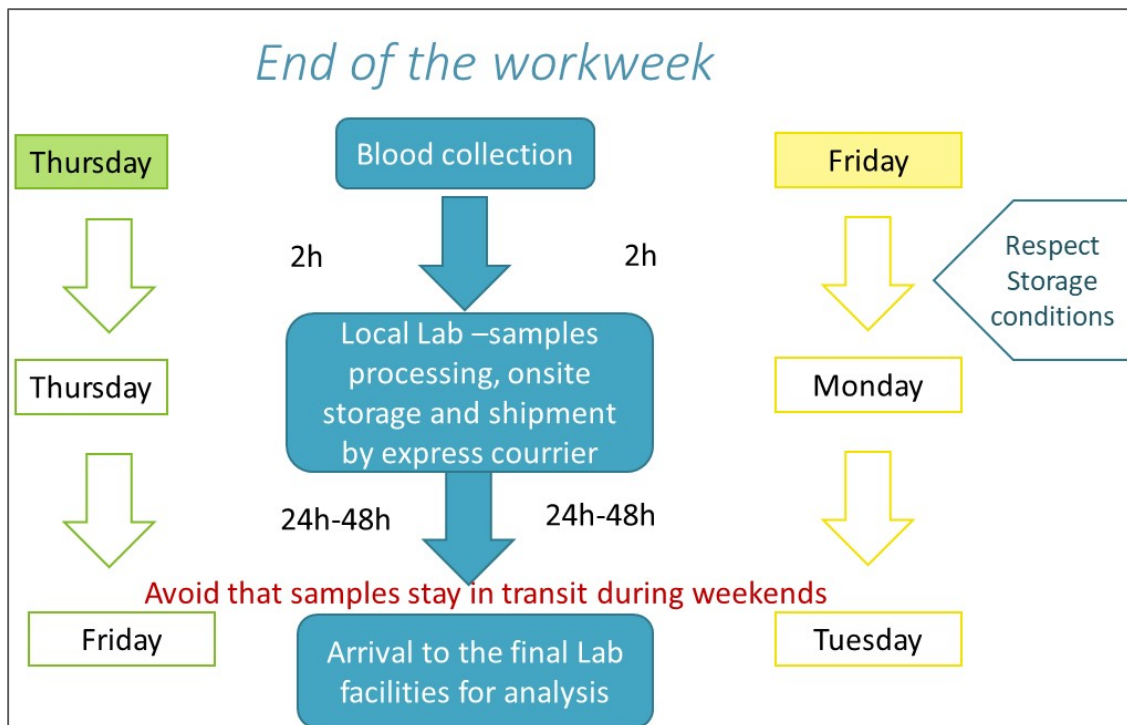 End of the workweek
Thursday
Blood collection
Friday
2h
2h
Respect
Storage
conditions
Local Lab –samples
processing, onsite
storage and shipment
by express courrier
Thursday
Monday
24h-48h
24h-48h
Avoid that samples stay in transit during weekends
Friday
Arrival to the final Lab
facilities for analysis
Tuesday